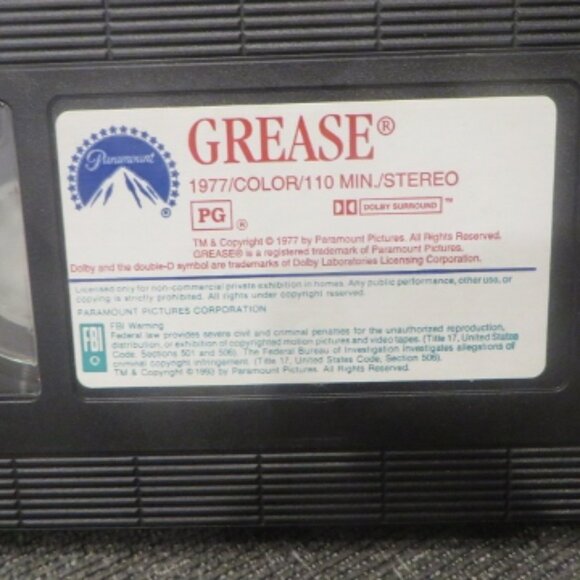 Paramount
®
GREASE®
1977/COLOR/110 MIN./STEREO
PG ®
DOLBY SURROUND ™
TM & Copyright © 1977 by Paramount Pictures. All Rights Reserved.
GREASE® is a registered trademark of Paramount Pictures.
Dolby and the double-D symbol are trademarks of Dolby Laboratories Licensing Corporation.
Licensed only for non-commercial private exhibition in homes. Any public performance, other use, or
copying is strictly prohibited. All rights under copyright reserved.
PARAMOUNT PICTURES CORPORATION
FBI
FBI Warning
Federal law provides severe civil and criminal penalties for the unauthorized reproduction,
distribution, or exhibition of copyrighted motion pictures and video tapes. (Title 17, United States
Code, Sections 501 and 506). The Federal Bureau of Investigation investigates allegations of
criminal copyright infringement. (Title 17, United States Code, Section 506).
TM & Copyright © 1993 by Paramount Pictures. All Rights Reserved.